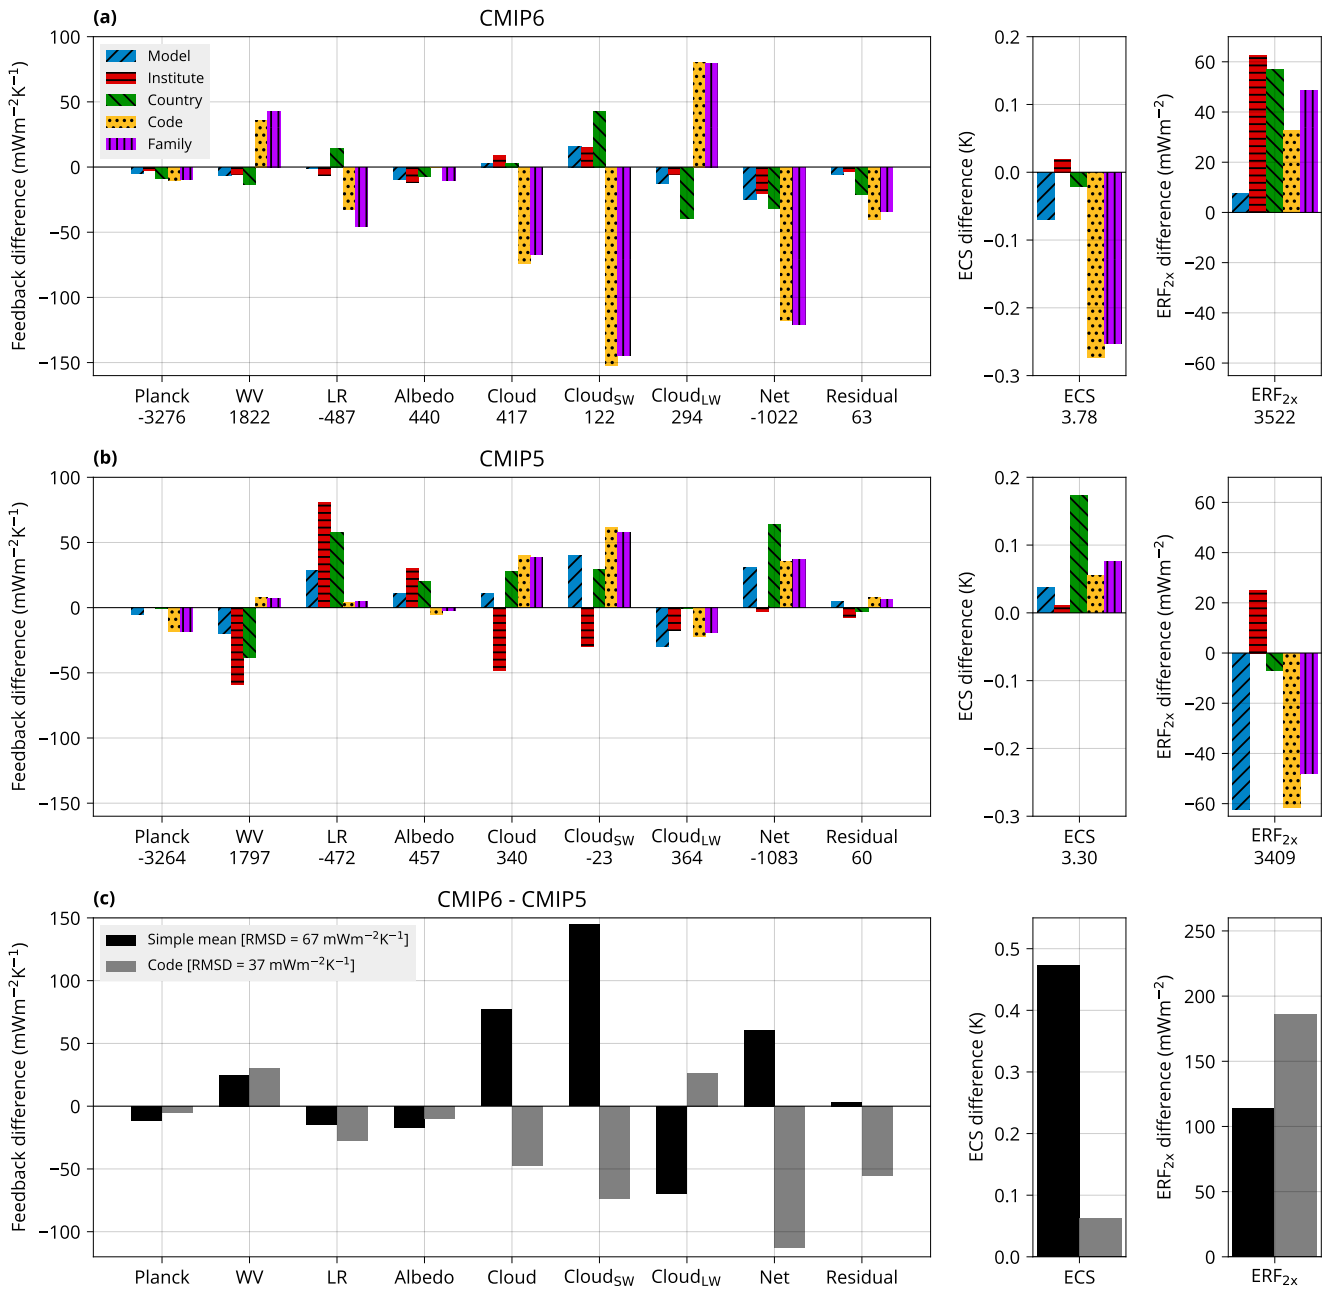 (a)
CMIP6
Feedback difference (mWm⁻²K⁻¹)
100
50
0
−50
−100
−150
Model
Institute
Country
Code
Family
Planck WV LR Albedo Cloud Cloud_SW Cloud_LW Net Residual
-3276 1822 -487 440 417 122 294 -1022 63
ECS difference (K)
0.2
0.1
0.0
−0.1
−0.2
−0.3
ECS
3.78
ERF₂ₓ difference (mWm⁻²)
60
40
20
0
−20
−40
−60
ERF₂ₓ
3522
(b)
CMIP5
Feedback difference (mWm⁻²K⁻¹)
100
50
0
−50
−100
−150
Planck WV LR Albedo Cloud Cloud_SW Cloud_LW Net Residual
-3264 1797 -472 457 340 -23 364 -1083 60
ECS difference (K)
0.2
0.1
0.0
−0.1
−0.2
−0.3
ECS
3.30
ERF₂ₓ difference (mWm⁻²)
60
40
20
0
−20
−40
−60
ERF₂ₓ
3409
(c)
CMIP6 - CMIP5
Feedback difference (mWm⁻²K⁻¹)
150
100
50
0
−50
−100
Simple mean [RMSD = 67 mWm⁻²K⁻¹]
Code [RMSD = 37 mWm⁻²K⁻¹]
Planck WV LR Albedo Cloud Cloud_SW Cloud_LW Net Residual
ECS difference (K)
0.5
0.4
0.3
0.2
0.1
0.0
ECS
ERF₂ₓ difference (mWm⁻²)
250
200
150
100
50
0
ERF₂ₓ